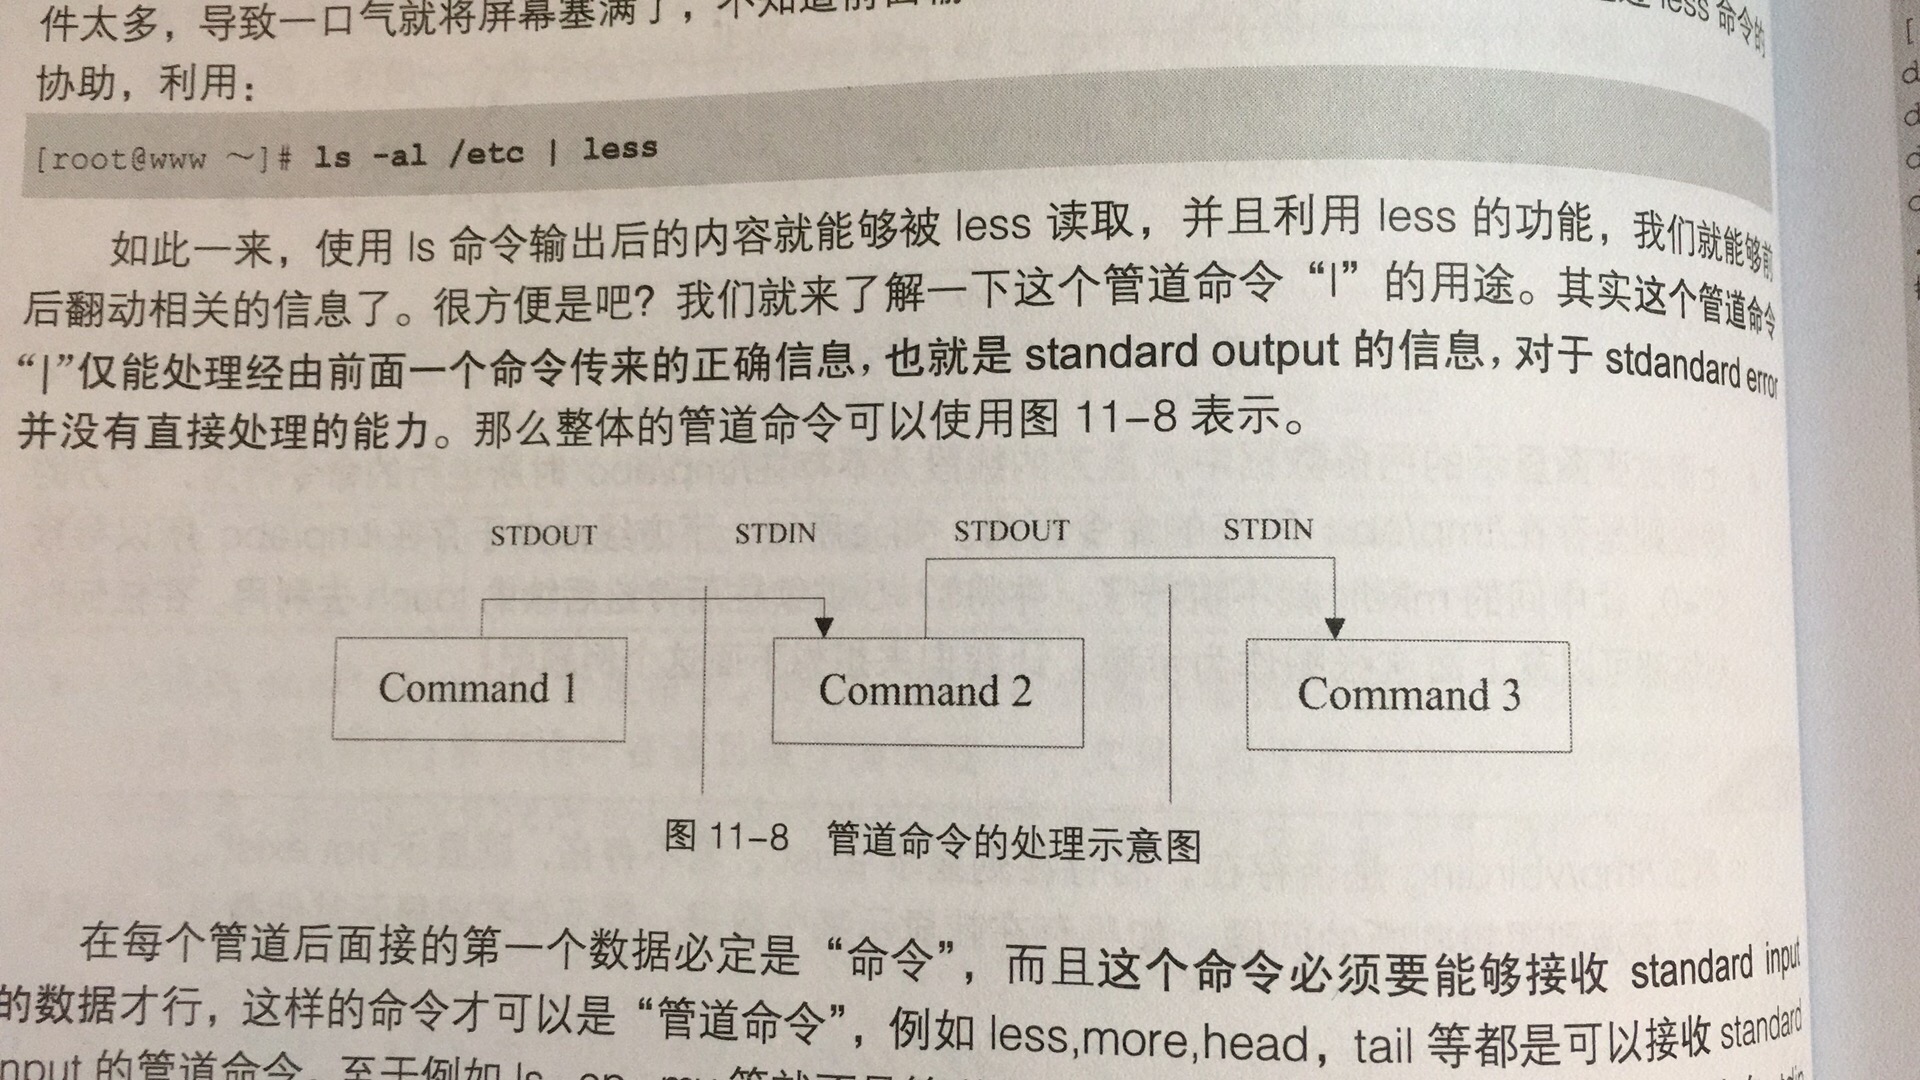 件太多，导致一口气就将屏幕塞满了，不知道前面输
less 命令的
协助，利用：
[root@www ～]# ls -al /etc | less
如此一来，使用 ls 命令输出后的内容就能够被 less 读取，并且利用 less 的功能，我们就能够前
后翻动相关的信息了。很方便是吧？我们就来了解一下这个管道命令“|”的用途。其实这个管道命令
“|”仅能处理经由前面一个命令传来的正确信息，也就是 standard output 的信息，对于 stdandard error
并没有直接处理的能力。那么整体的管道命令可以使用图 11-8 表示。
STDOUT STDIN STDOUT STDIN
Command 1 Command 2 Command 3
图 11-8 管道命令的处理示意图
在每个管道后面接的第一个数据必定是“命令”，而且这个命令必须要能够接收 standard input
的数据才行，这样的命令才可以是“管道命令”，例如 less,more,head，tail 等都是可以接收 standard
nput 的管道命令，至于例如 ls、cp、mv 等就不是